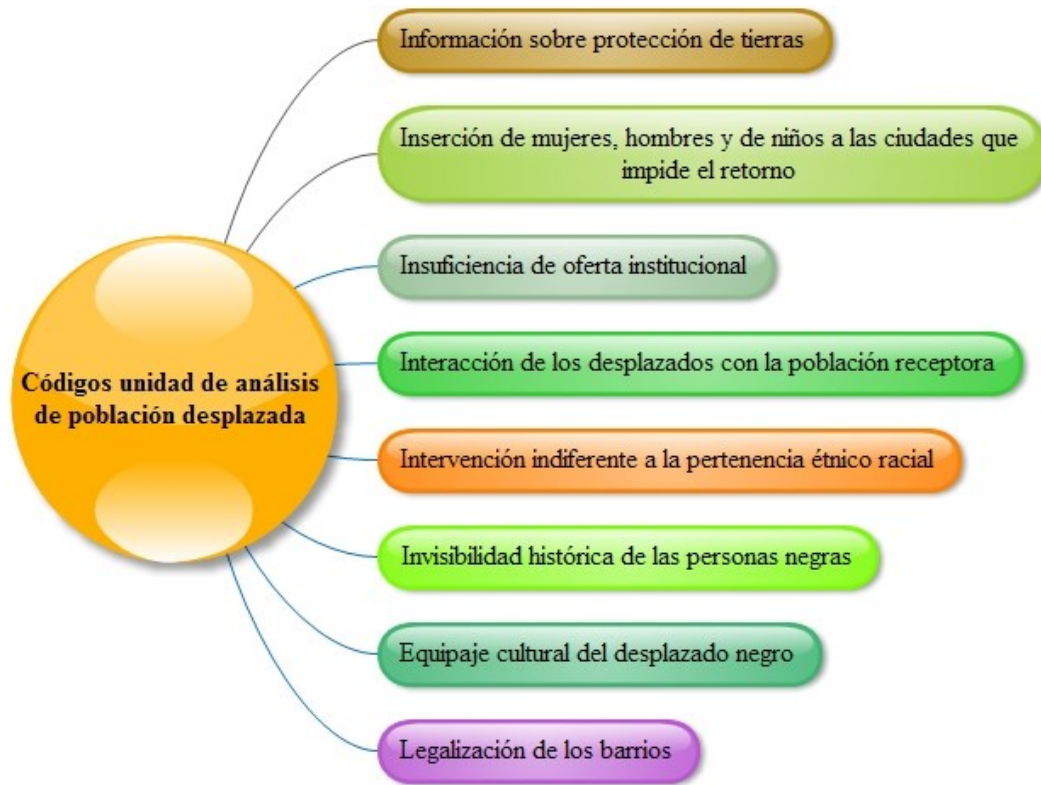 Información sobre protección de tierras
Inserción de mujeres, hombres y de niños a las ciudades que
impide el retorno
Insuficiencia de oferta institucional
Códigos unidad de análisis
de población desplazada
Interacción de los desplazados con la población receptora
Intervención indiferente a la pertenencia étnico racial
Invisibilidad histórica de las personas negras
Equipaje cultural del desplazado negro
Legalización de los barrios